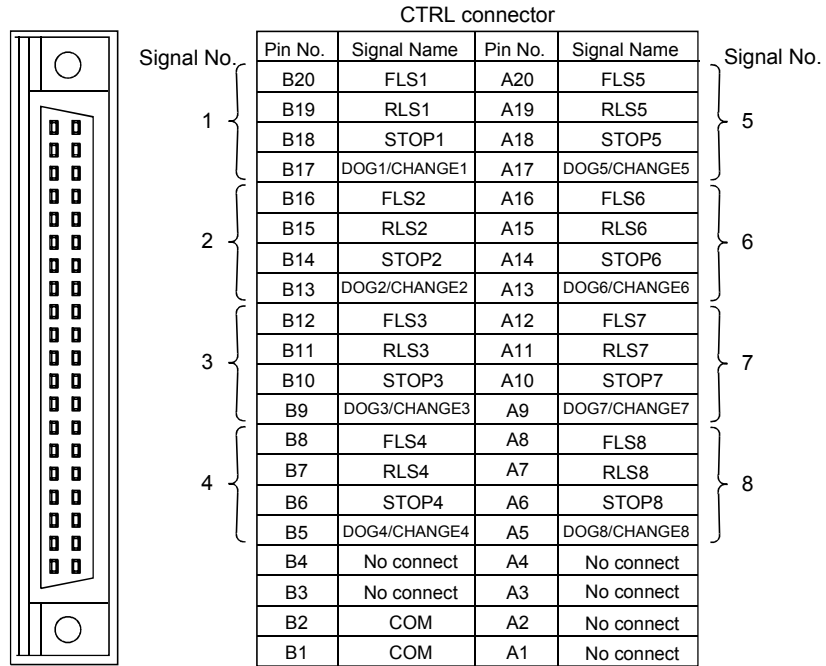 CTRL connector
Signal No. Pin No. Signal Name Pin No. Signal Name Signal No.
B20 FLS1 A20 FLS5
B19 RLS1 A19 RLS5
1 B18 STOP1 A18 STOP5 5
B17 DOG1/CHANGE1 A17 DOG5/CHANGE5
B16 FLS2 A16 FLS6
B15 RLS2 A15 RLS6
2 B14 STOP2 A14 STOP6 6
B13 DOG2/CHANGE2 A13 DOG6/CHANGE6
B12 FLS3 A12 FLS7
B11 RLS3 A11 RLS7
3 B10 STOP3 A10 STOP7 7
B9 DOG3/CHANGE3 A9 DOG7/CHANGE7
B8 FLS4 A8 FLS8
B7 RLS4 A7 RLS8
4 B6 STOP4 A6 STOP8 8
B5 DOG4/CHANGE4 A5 DOG8/CHANGE8
B4 No connect A4 No connect
B3 No connect A3 No connect
B2 COM A2 No connect
B1 COM A1 No connect